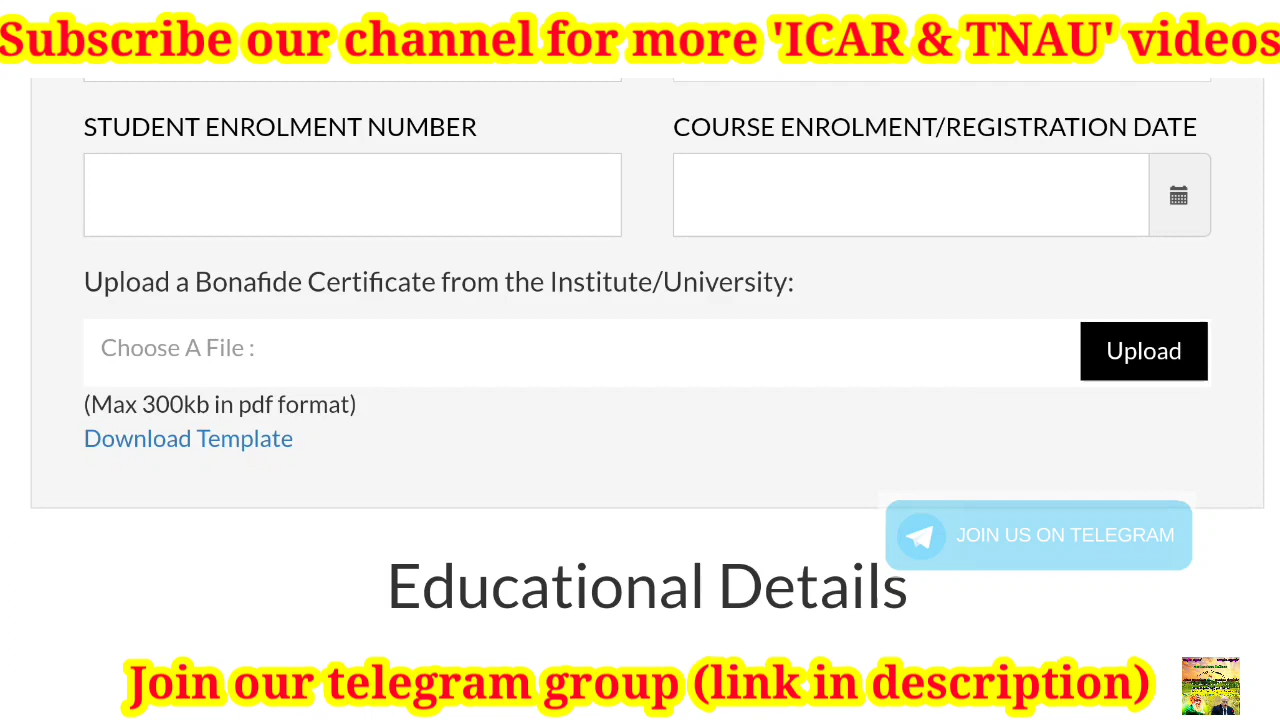 Subscribe our channel for more 'ICAR & TNAU' videos
STUDENT ENROLMENT NUMBER
COURSE ENROLMENT/REGISTRATION DATE
Upload a Bonafide Certificate from the Institute/University:
Choose A File :
Upload
(Max 300kb in pdf format)
Download Template
JOIN US ON TELEGRAM
Educational Details
Join our telegram group (link in description)